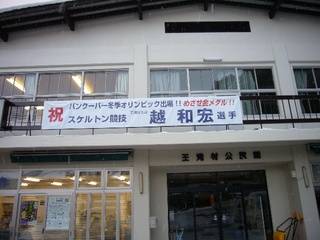 祝
バンクーバー冬季オリンピック出場!! めざせ金メダル!!
スケルトン競技
越 和宏 選手
王滝村公民館